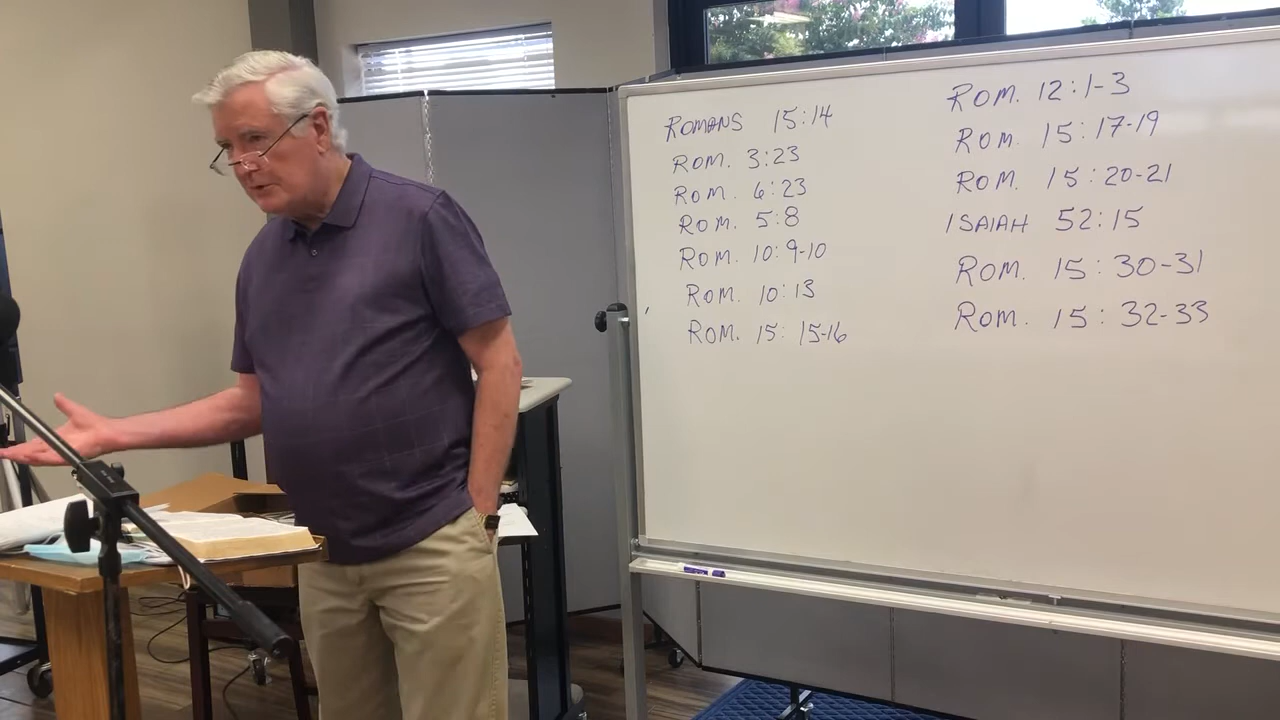 ROMANS 15:14
ROM. 3:23
ROM. 6:23
ROM. 5:8
ROM. 10:9-10
ROM. 10:13
ROM. 15:15-16
ROM. 12:1-3
ROM. 15:17-19
ROM. 15:20-21
ISAIAH 52:15
ROM. 15:30-31
ROM. 15:32-33